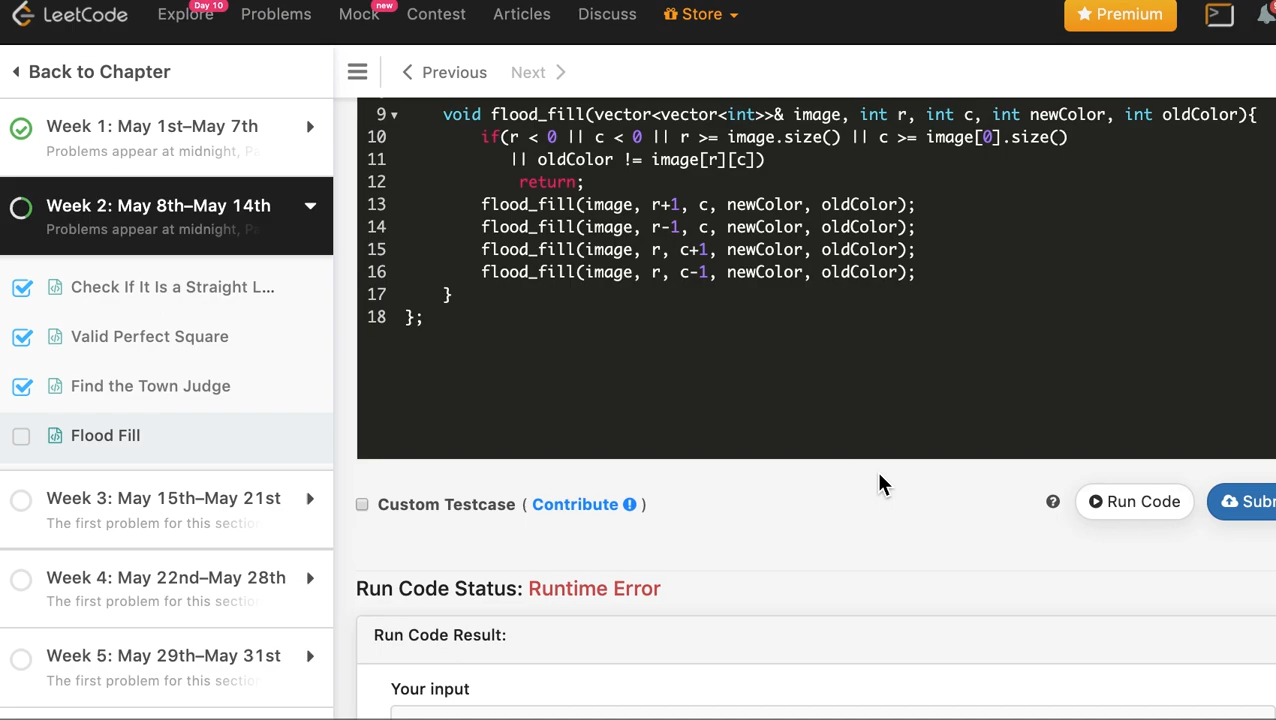 LeetCode
Explore Day 10
Problems
Mock new
Contest
Articles
Discuss
Store
Premium
Back to Chapter
Previous
Next
Week 1: May 1st–May 7th
Problems appear at midnight,
Week 2: May 8th–May 14th
Problems appear at midnight,
Check If It Is a Straight L...
Valid Perfect Square
Find the Town Judge
Flood Fill
Week 3: May 15th–May 21st
The first problem for this section
Week 4: May 22nd–May 28th
The first problem for this section
Week 5: May 29th–May 31st
The first problem for this section
9 void flood_fill(vector<vector<int>>& image, int r, int c, int newColor, int oldColor){
10 if(r < 0 || c < 0 || r >= image.size() || c >= image[0].size()
11 || oldColor != image[r][c])
12 return;
13 flood_fill(image, r+1, c, newColor, oldColor);
14 flood_fill(image, r-1, c, newColor, oldColor);
15 flood_fill(image, r, c+1, newColor, oldColor);
16 flood_fill(image, r, c-1, newColor, oldColor);
17 }
18 };
Custom Testcase ( Contribute )
Run Code
Subm
Run Code Status: Runtime Error
Run Code Result:
Your input